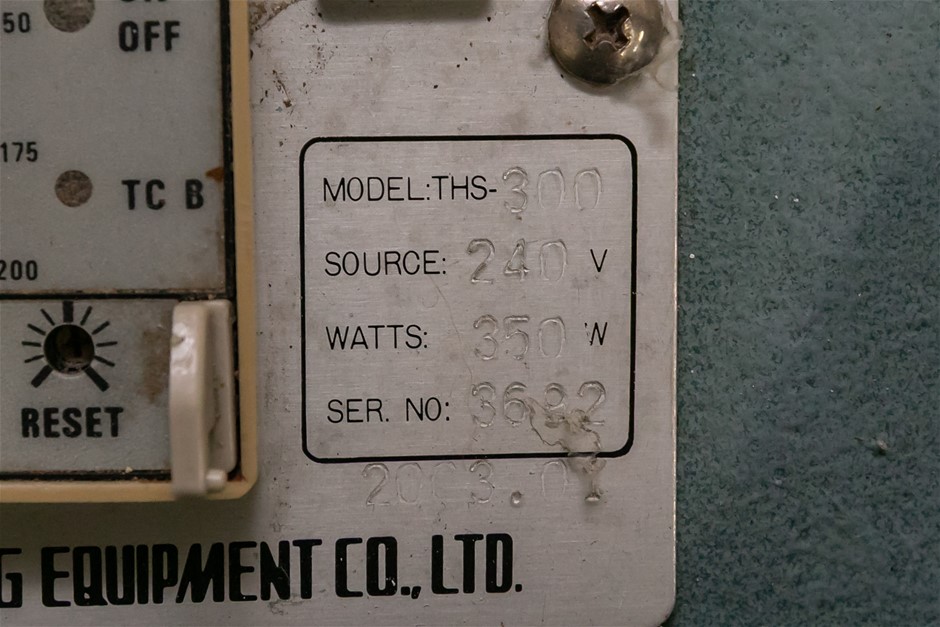 50
OFF
175
TC B
200
RESET
MODEL:THS-300
SOURCE: 240 V
WATTS: 350 W
SER. NO:
G EQUIPMENT CO., LTD.